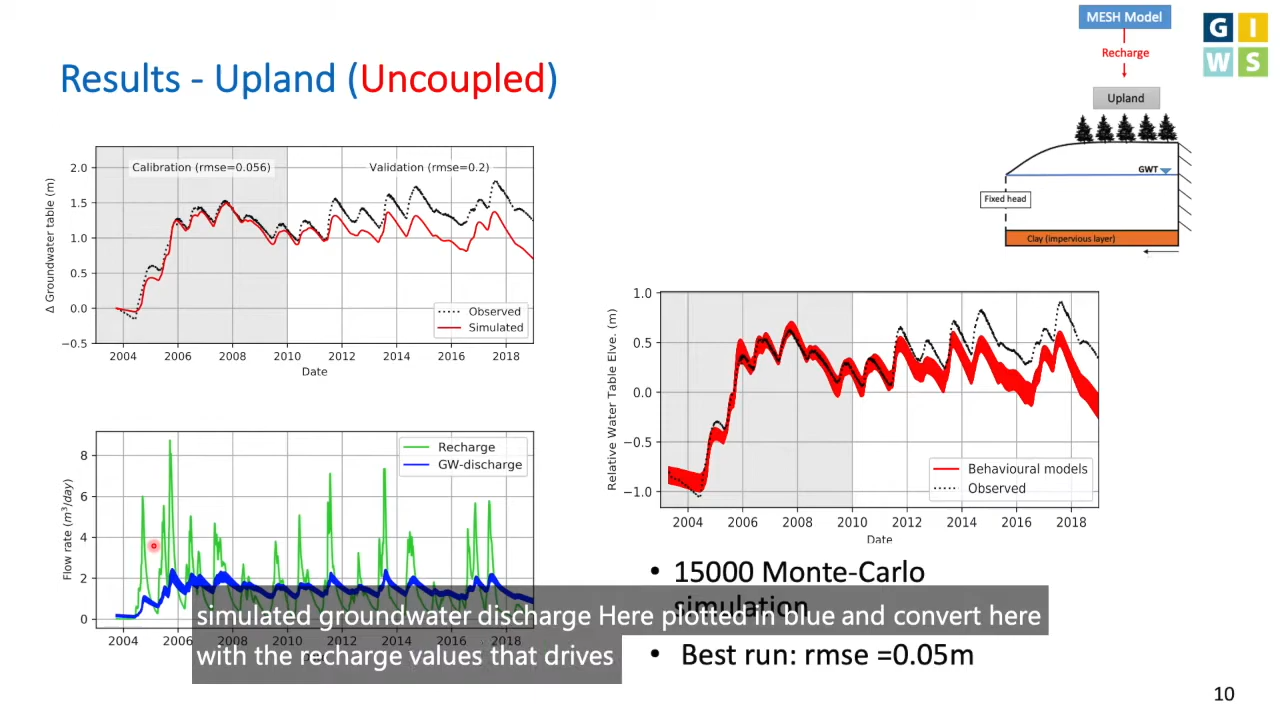 MESH Model
G I
W S
Recharge
Results - Upland (Uncoupled)
Upland
GWT
Fixed head
Clay (impervious layer)
Calibration (rmse=0.056)
Validation (rmse=0.2)
Δ Groundwater table (m)
2.0
1.5
1.0
0.5
0.0
−0.5
Observed
Simulated
2004 2006 2008 2010 2012 2014 2016 2018
Date
Relative Water Table Elve. (m)
1.0
0.5
0.0
−0.5
−1.0
Behavioural models
Observed
2004 2006 2008 2010 2012 2014 2016 2018
Date
Flow rate (m³/day)
8
6
4
2
0
Recharge
GW-discharge
2004 2006 2008 2010 2012 2014 2016 2018
• 15000 Monte-Carlo
simulation
• Best run: rmse =0.05m
simulated groundwater discharge Here plotted in blue and convert here
with the recharge values that drives
10